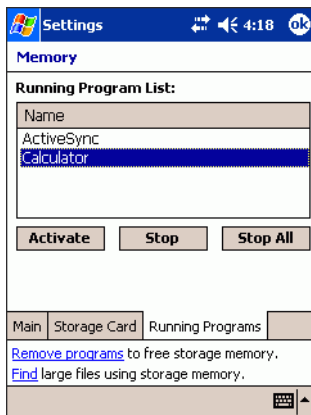 Settings 4:18 ok
Memory
Running Program List:
Name
ActiveSync
Calculator
Activate Stop Stop All
Main Storage Card Running Programs
Remove programs to free storage memory.
Find large files using storage memory.